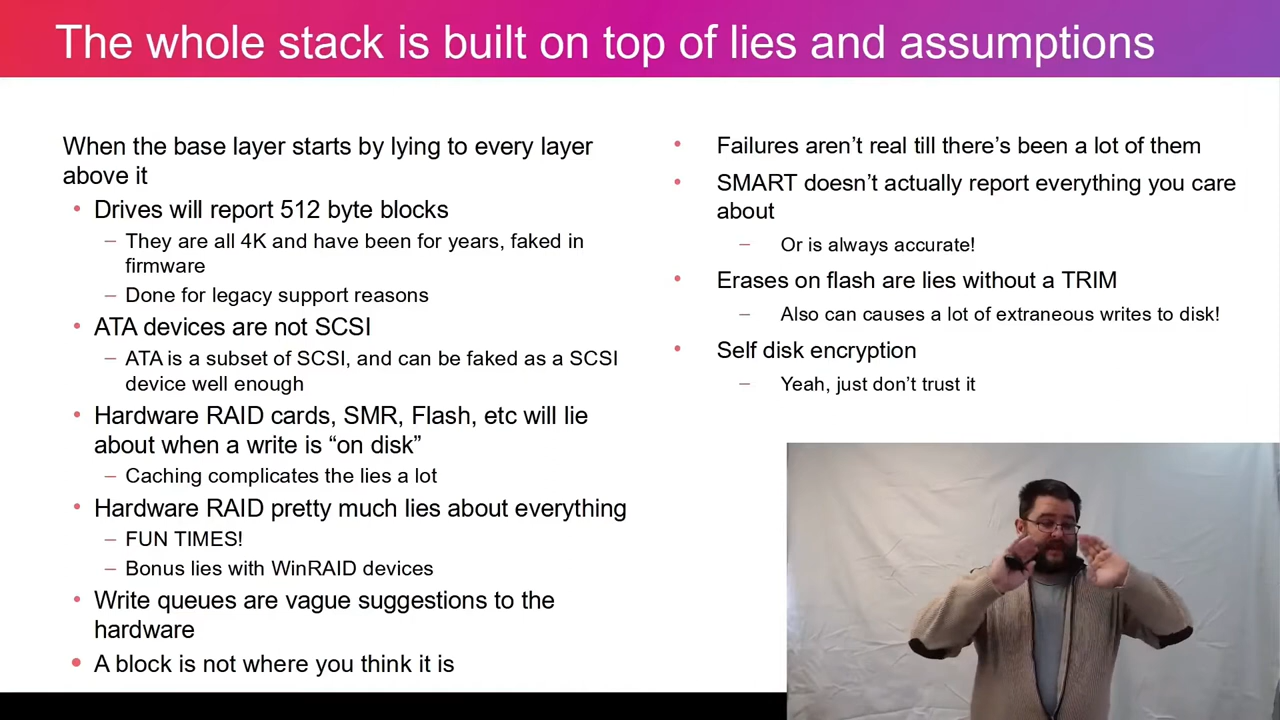 The whole stack is built on top of lies and assumptions
When the base layer starts by lying to every layer
above it
• Drives will report 512 byte blocks
– They are all 4K and have been for years, faked in
firmware
– Done for legacy support reasons
• ATA devices are not SCSI
– ATA is a subset of SCSI, and can be faked as a SCSI
device well enough
• Hardware RAID cards, SMR, Flash, etc will lie
about when a write is “on disk”
– Caching complicates the lies a lot
• Hardware RAID pretty much lies about everything
– FUN TIMES!
– Bonus lies with WinRAID devices
• Write queues are vague suggestions to the
hardware
• A block is not where you think it is
• Failures aren’t real till there’s been a lot of them
• SMART doesn’t actually report everything you care
about
– Or is always accurate!
• Erases on flash are lies without a TRIM
– Also can causes a lot of extraneous writes to disk!
• Self disk encryption
– Yeah, just don’t trust it